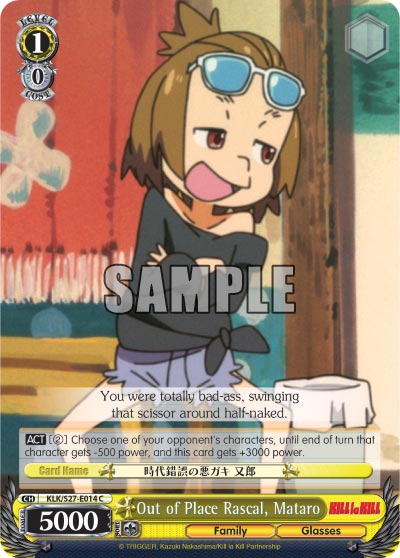 LEVEL
1
0
COST
SAMPLE
You were totally bad-ass, swinging
that scissor around half-naked.
ACT [②] Choose one of your opponent's characters, until end of turn that
character gets -500 power, and this card gets +3000 power.
Card Name 時代錯誤の悪ガキ 又郎
CH KLK/S27-E014 C
POWER 5000 SOUL Out of Place Rascal, Mataro KILL la KILL
Family Glasses
© TRIGGER, Kazuki Nakashima/Kill la Kill Partnership